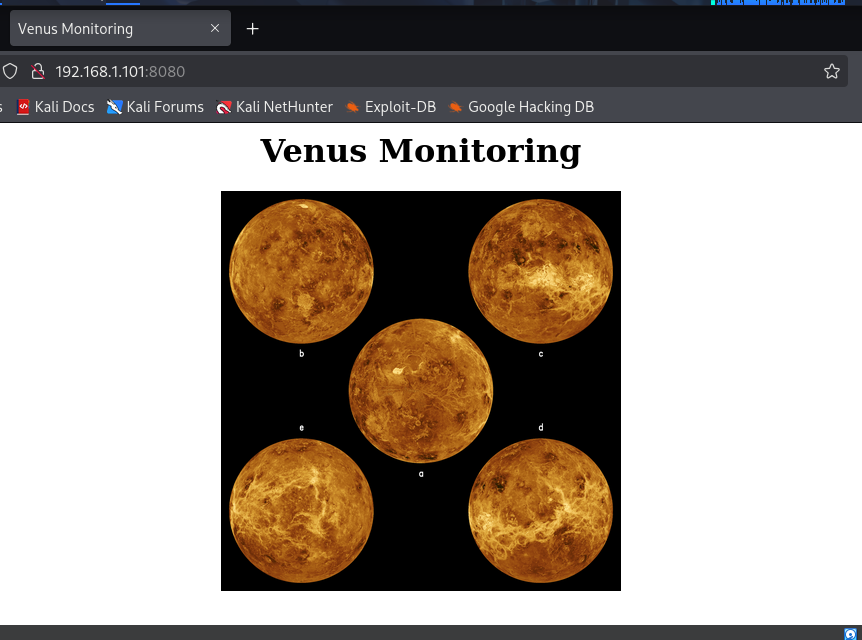 Venus Monitoring
192.168.1.101:8080
s Kali Docs Kali Forums Kali NetHunter Exploit-DB Google Hacking DB
Venus Monitoring
b c
a
e d